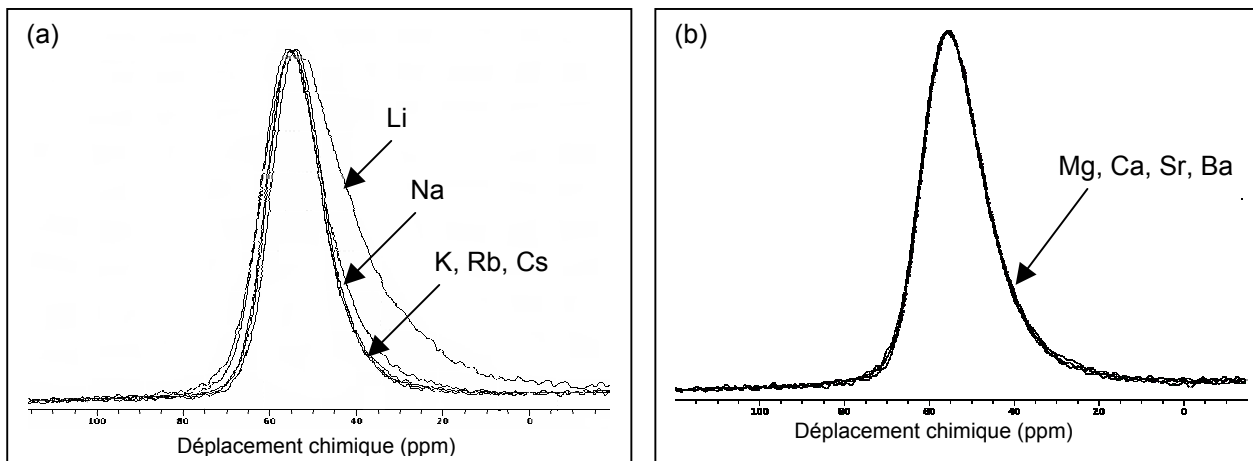 (a)
Li
Na
K, Rb, Cs
100 80 60 40 20 0
Déplacement chimique (ppm)
(b)
Mg, Ca, Sr, Ba
100 80 60 40 20 0
Déplacement chimique (ppm)